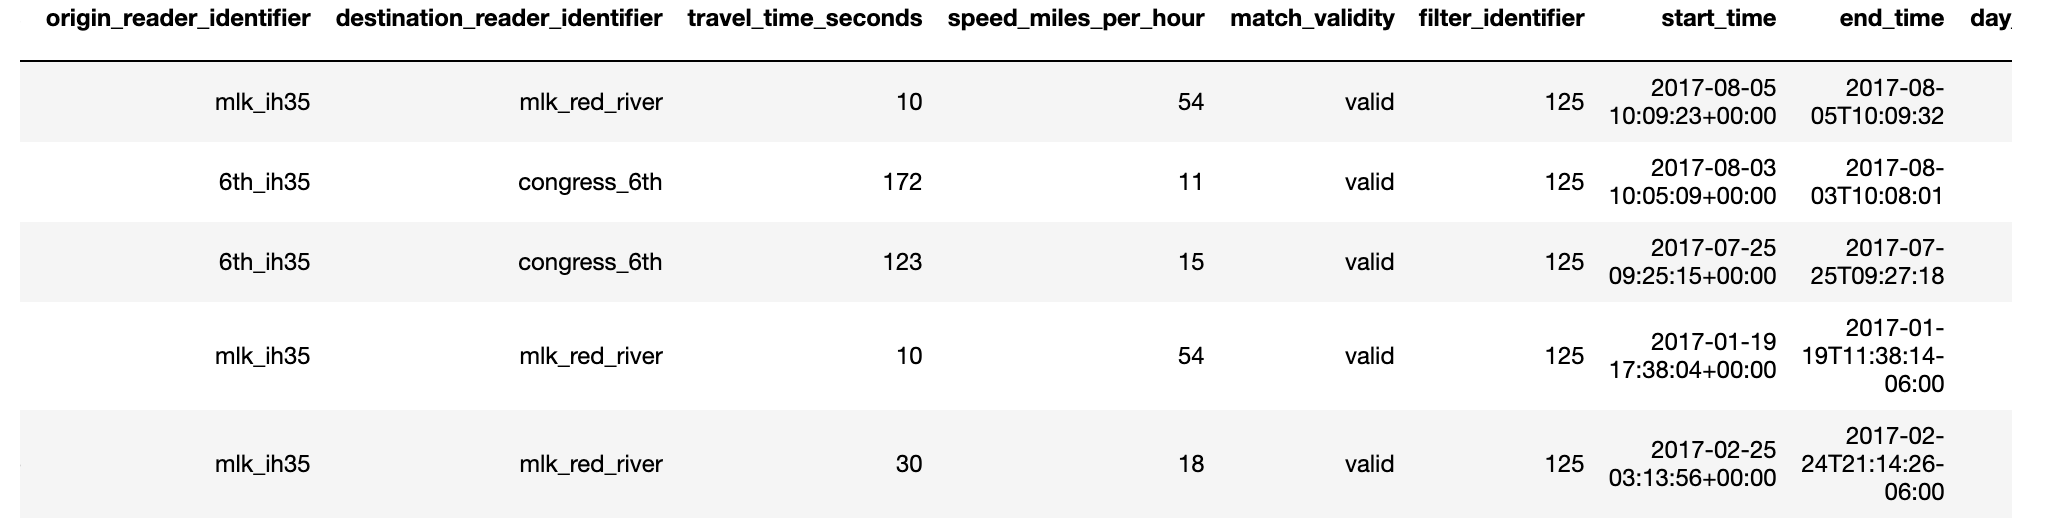 origin_reader_identifier destination_reader_identifier travel_time_seconds speed_miles_per_hour match_validity filter_identifier start_time end_time day_
mlk_ih35 mlk_red_river 10 54 valid 125 2017-08-05 10:09:23+00:00 2017-08-05T10:09:32
6th_ih35 congress_6th 172 11 valid 125 2017-08-03 10:05:09+00:00 2017-08-03T10:08:01
6th_ih35 congress_6th 123 15 valid 125 2017-07-25 09:25:15+00:00 2017-07-25T09:27:18
mlk_ih35 mlk_red_river 10 54 valid 125 2017-01-19 17:38:04+00:00 2017-01-19T11:38:14-06:00
mlk_ih35 mlk_red_river 30 18 valid 125 2017-02-25 03:13:56+00:00 2017-02-24T21:14:26-06:00